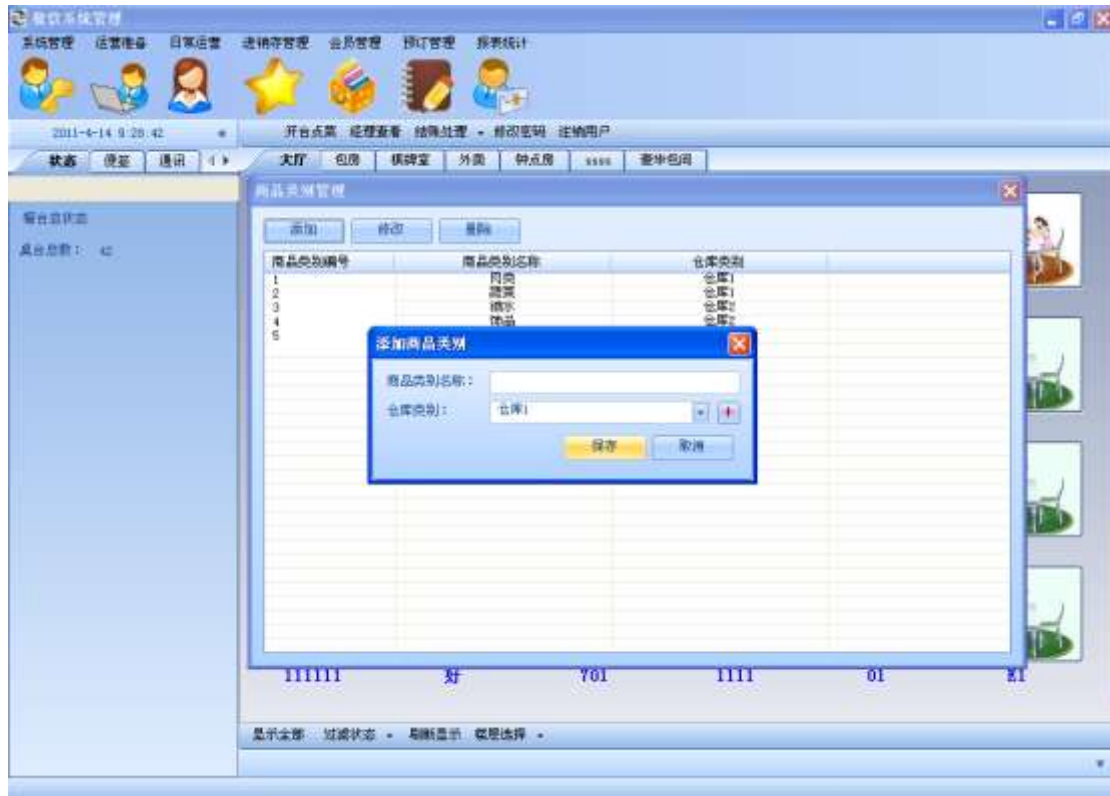 餐饮系统管理
系统管理 运营准备 日常运营 进销存管理 会员管理 预订管理 报表统计
2011-4-14 9:28:42
开台点菜 经理查看 结账处理 修改密码 注销用户
状态 便签 通讯
大厅 包房 棋牌室 外卖 钟点房 ssss 豪华包间
商品类别管理
餐台总状态
桌台总数： 42
添加 修改 删除
商品类别编号 商品类别名称 仓库类别
1 肉类 仓库1
2 蔬菜 仓库1
3 酒水 仓库2
4 饰品 仓库2
5
添加商品类别
商品类别名称：
仓库类别： 仓库1
保存 取消
111111 好 701 1111 01 KT
显示全部 过滤状态 刷新显示 楼层选择